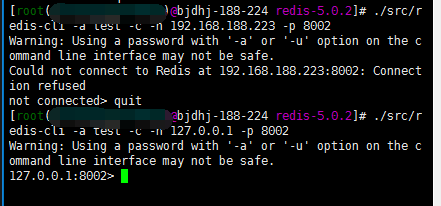 [root(@bjdhj-188-224 redis-5.0.2]# ./src/r
edis-cli -a test -c -h 192.168.188.223 -p 8002
Warning: Using a password with '-a' or '-u' option on the c
ommand line interface may not be safe.
Could not connect to Redis at 192.168.188.223:8002: Connect
ion refused
not connected> quit
[root(@bjdhj-188-224 redis-5.0.2]# ./src/r
edis-cli -a test -c -h 127.0.0.1 -p 8002
Warning: Using a password with '-a' or '-u' option on the c
ommand line interface may not be safe.
127.0.0.1:8002>